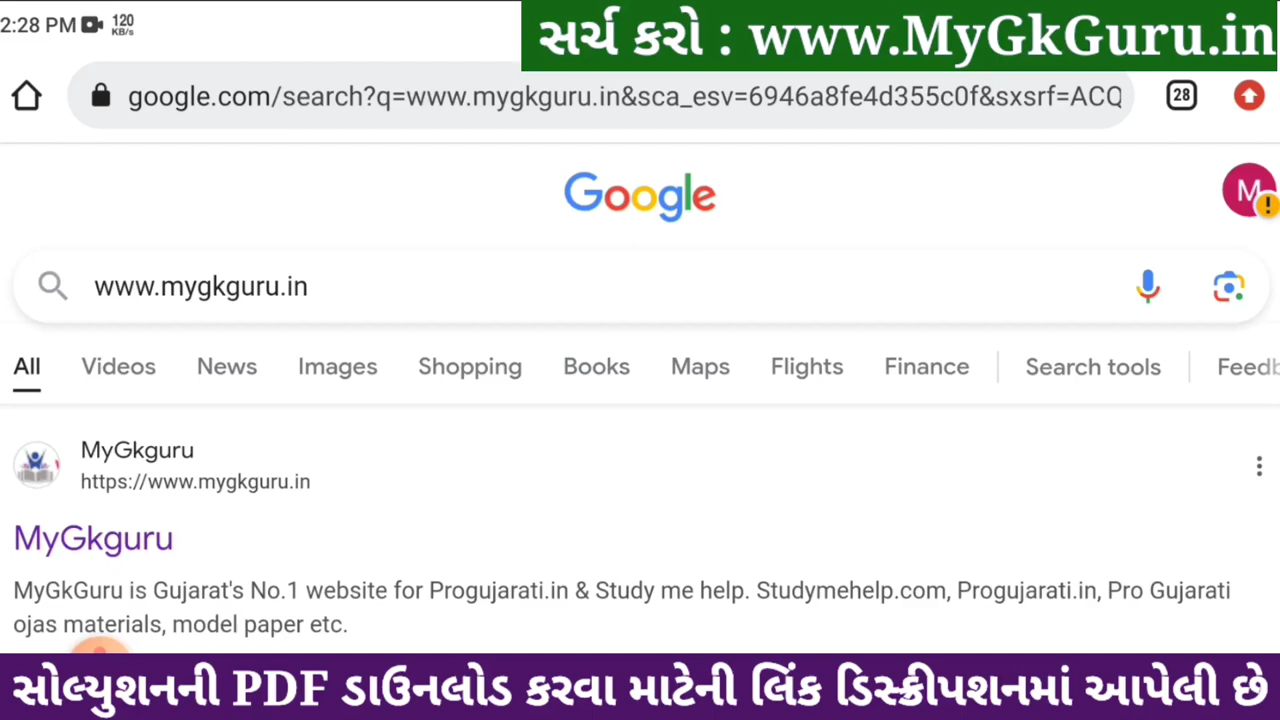 2:28 PM 120 KB/s
સર્ચ કરો : www.MyGkGuru.in
google.com/search?q=www.mygkguru.in&sca_esv=6946a8fe4d355c0f&sxsrf=ACQ
28
Google
M
www.mygkguru.in
All Videos News Images Shopping Books Maps Flights Finance Search tools Feedb
MyGkguru
https://www.mygkguru.in
MyGkguru
MyGkGuru is Gujarat's No.1 website for Progujarati.in & Study me help. Studymehelp.com, Progujarati.in, Pro Gujarati
ojas materials, model paper etc.
સોલ્યુશનની PDF ડાઉનલોડ કરવા માટેની લિંક ડિસ્ક્રીપશનમાં આપેલી છે